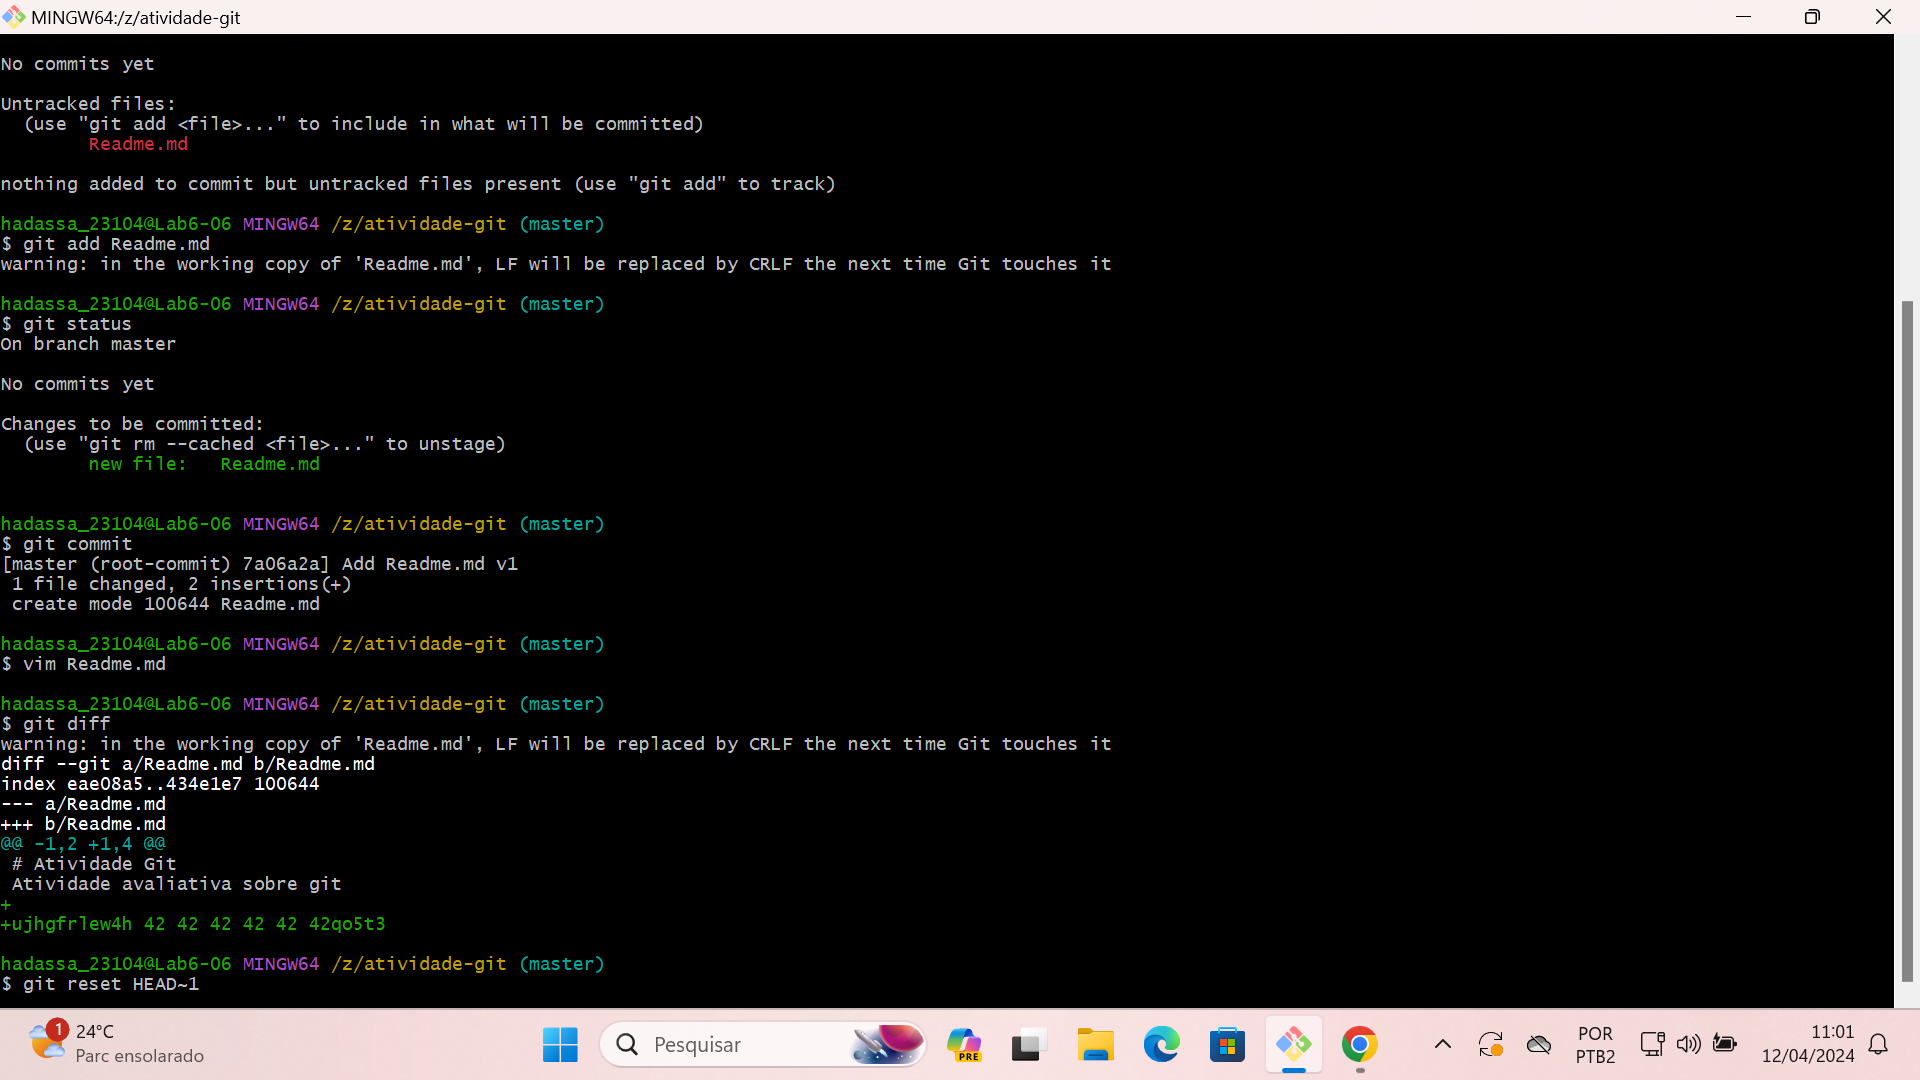 MINGW64:/z/atividade-git
No commits yet
Untracked files:
  (use "git add <file>..." to include in what will be committed)
        Readme.md
nothing added to commit but untracked files present (use "git add" to track)
hadassa_23104@Lab6-06 MINGW64 /z/atividade-git (master)
$ git add Readme.md
warning: in the working copy of 'Readme.md', LF will be replaced by CRLF the next time Git touches it
hadassa_23104@Lab6-06 MINGW64 /z/atividade-git (master)
$ git status
On branch master
No commits yet
Changes to be committed:
  (use "git rm --cached <file>..." to unstage)
        new file:   Readme.md
hadassa_23104@Lab6-06 MINGW64 /z/atividade-git (master)
$ git commit
[master (root-commit) 7a06a2a] Add Readme.md v1
 1 file changed, 2 insertions(+)
 create mode 100644 Readme.md
hadassa_23104@Lab6-06 MINGW64 /z/atividade-git (master)
$ vim Readme.md
hadassa_23104@Lab6-06 MINGW64 /z/atividade-git (master)
$ git diff
warning: in the working copy of 'Readme.md', LF will be replaced by CRLF the next time Git touches it
diff --git a/Readme.md b/Readme.md
index eae08a5..434e1e7 100644
--- a/Readme.md
+++ b/Readme.md
@@ -1,2 +1,4 @@
 # Atividade Git
 Atividade avaliativa sobre git
+
+ujhgfrlew4h 42 42 42 42 42 42qo5t3
hadassa_23104@Lab6-06 MINGW64 /z/atividade-git (master)
$ git reset HEAD~1
1
24°C
Parc ensolarado
Pesquisar
PRE
POR
PTB2
11:01
12/04/2024